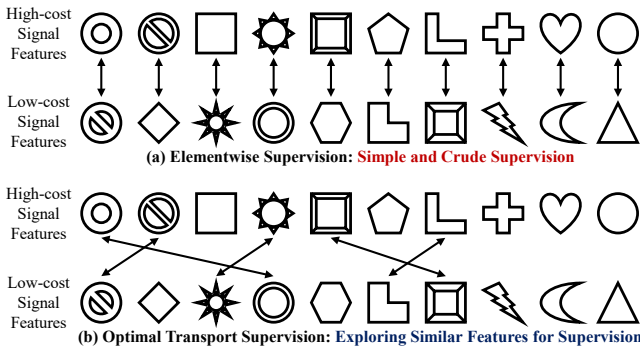 High-cost
Signal
Features
Low-cost
Signal
Features
(a) Elementwise Supervision: Simple and Crude Supervision
High-cost
Signal
Features
Low-cost
Signal
Features
(b) Optimal Transport Supervision: Exploring Similar Features for Supervision